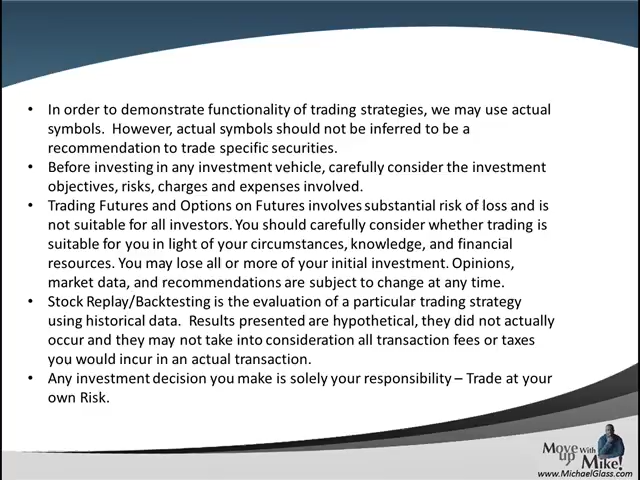 • In order to demonstrate functionality of trading strategies, we may use actual
symbols.  However, actual symbols should not be inferred to be a
recommendation to trade specific securities.
• Before investing in any investment vehicle, carefully consider the investment
objectives, risks, charges and expenses involved.
• Trading Futures and Options on Futures involves substantial risk of loss and is
not suitable for all investors. You should carefully consider whether trading is
suitable for you in light of your circumstances, knowledge, and financial
resources. You may lose all or more of your initial investment. Opinions,
market data, and recommendations are subject to change at any time.
• Stock Replay/Backtesting is the evaluation of a particular trading strategy
using historical data.  Results presented are hypothetical, they did not actually
occur and they may not take into consideration all transaction fees or taxes
you would incur in an actual transaction.
• Any investment decision you make is solely your responsibility – Trade at your
own Risk.
Move With
up Mike!
www.MichaelGlass.com